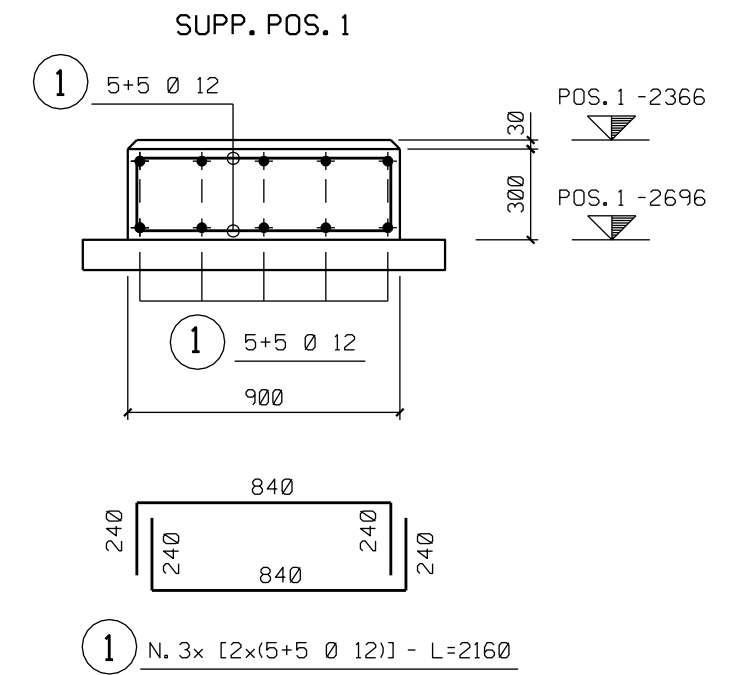 SUPP. POS. 1
1 5+5 Ø 12
POS. 1 -2366
30
300
POS. 1 -2696
1 5+5 Ø 12
900
840
240
240
240
240
840
1 N. 3x [2x(5+5 Ø 12)] - L=2160